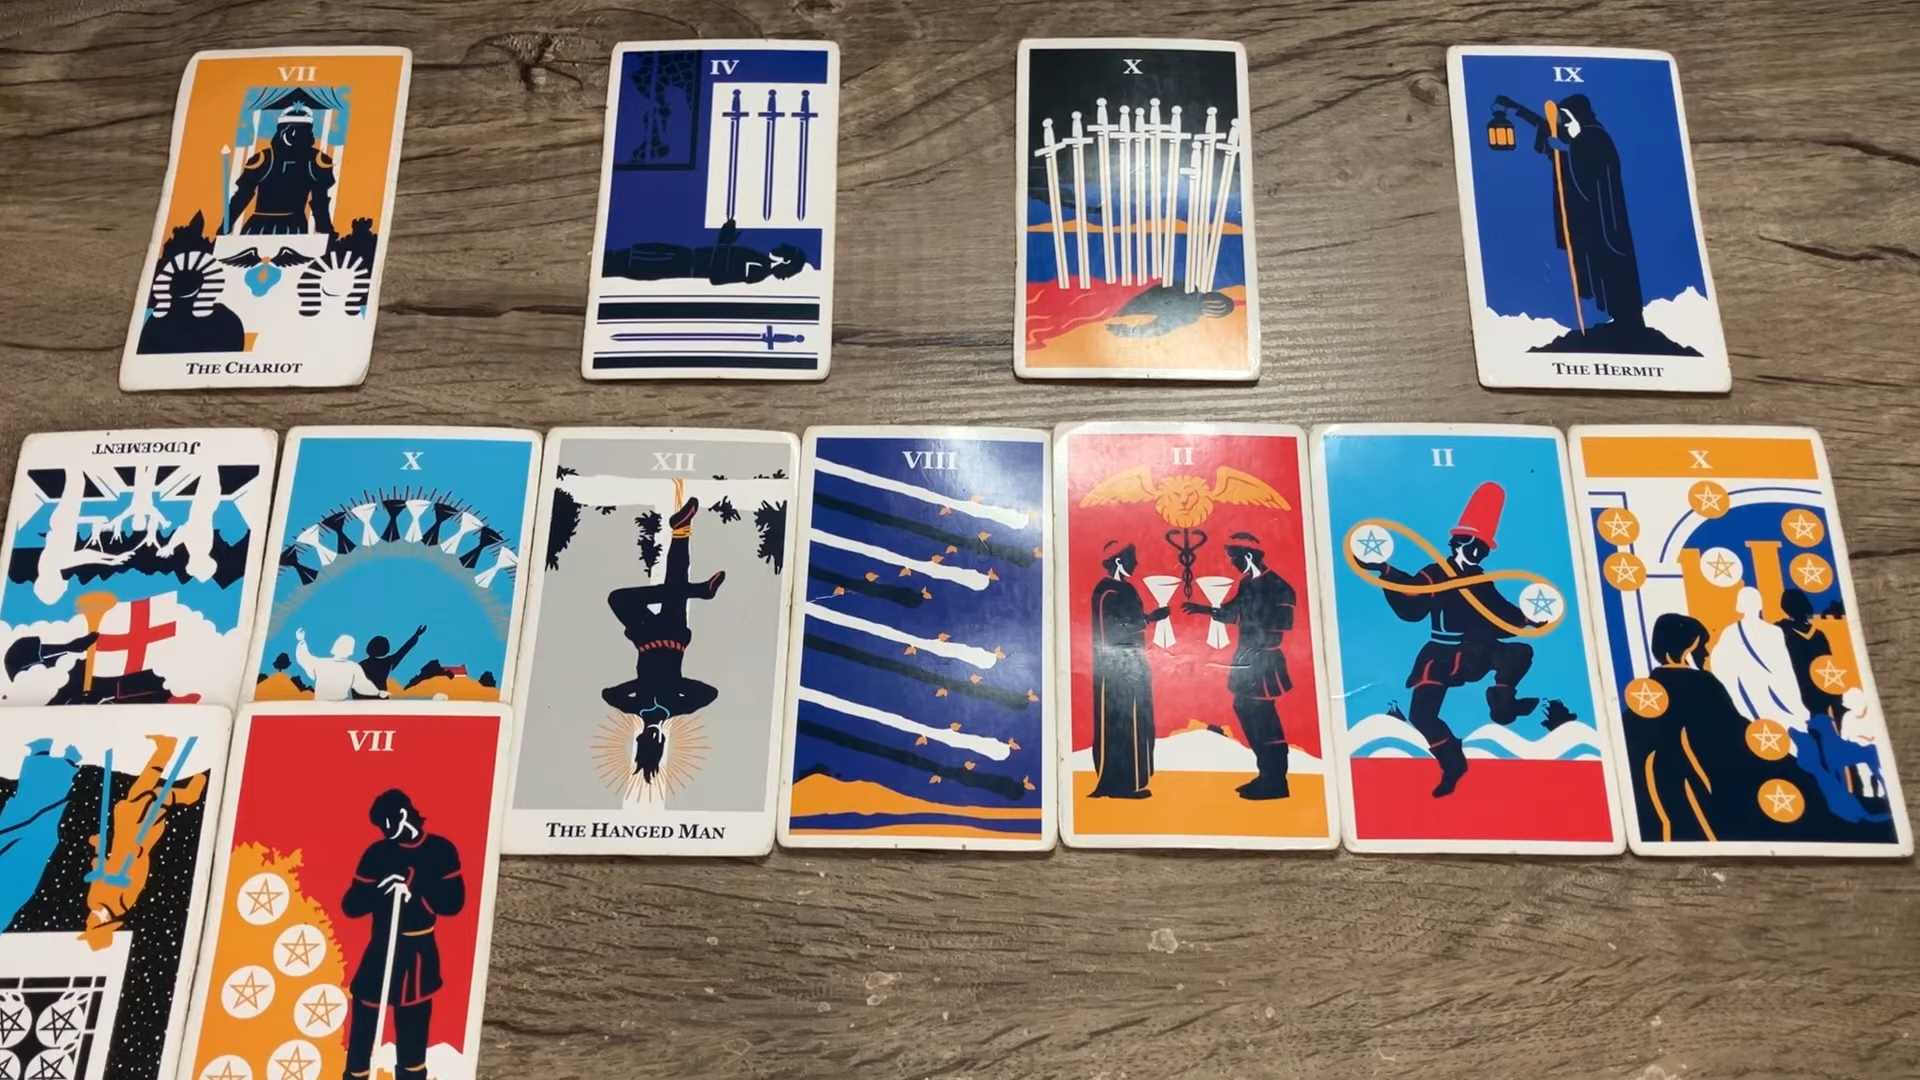 VII
THE CHARIOT
IV
X
IX
THE HERMIT
JUDGEMENT
X
XII
THE HANGED MAN
VIII
II
II
X
VII